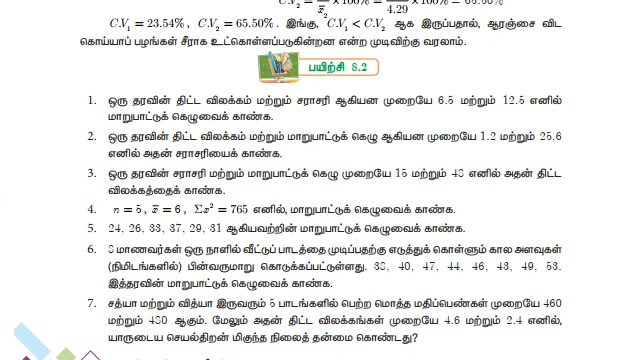 C.V₂ = x̄ × 100% = 4.29 × 100% =
C.V₁ = 23.54% , C.V₂ = 65.50%. இங்கு, C.V₁ < C.V₂ ஆக இருப்பதால், ஆரஞ்சை விட
கொய்யாப் பழங்கள் சீராக உட்கொள்ளப்படுகின்றன என்ற முடிவிற்கு வரலாம்.
பயிற்சி 8.2
1. ஒரு தரவின் திட்ட விலக்கம் மற்றும் சராசரி ஆகியன முறையே 6.5 மற்றும் 12.5 எனில்
மாறுபாட்டுக் கெழுவைக் காண்க.
2. ஒரு தரவின் திட்ட விலக்கம் மற்றும் மாறுபாட்டுக் கெழு ஆகியன முறையே 1.2 மற்றும் 25.6
எனில் அதன் சராசரியைக் காண்க.
3. ஒரு தரவின் சராசரி மற்றும் மாறுபாட்டுக் கெழு முறையே 15 மற்றும் 48 எனில் அதன் திட்ட
விலக்கத்தைக் காண்க.
4. n = 5 , x̄ = 6 , Σx² = 765 எனில், மாறுபாட்டுக் கெழுவைக் காண்க.
5. 24, 26, 33, 37, 29, 31 ஆகியவற்றின் மாறுபாட்டுக் கெழுவைக் காண்க.
6. 8 மாணவர்கள் ஒரு நாளில் வீட்டுப் பாடத்தை முடிப்பதற்கு எடுத்துக் கொள்ளும் கால அளவுகள்
(நிமிடங்களில்) பின்வருமாறு கொடுக்கப்பட்டுள்ளது. 38, 40, 47, 44, 46, 43, 49, 53.
இத்தரவின் மாறுபாட்டுக் கெழுவைக் காண்க.
7. சத்யா மற்றும் வித்யா இருவரும் 5 பாடங்களில் பெற்ற மொத்த மதிப்பெண்கள் முறையே 460
மற்றும் 480 ஆகும். மேலும் அதன் திட்ட விலக்கங்கள் முறையே 4.6 மற்றும் 2.4 எனில்,
யாருடைய செயல்திறன் மிகுந்த நிலைத் தன்மை கொண்டது?